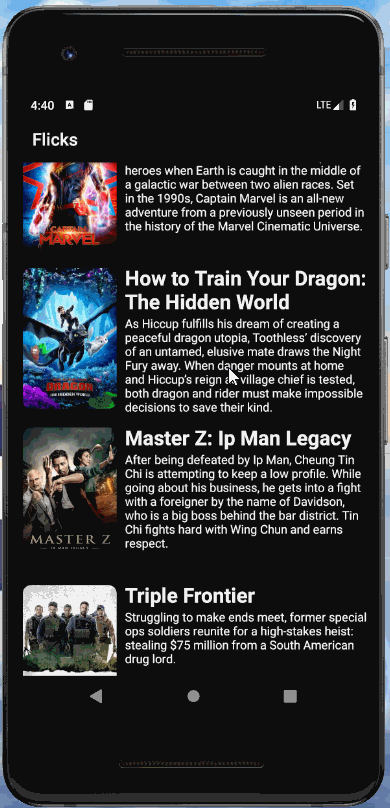 4:40
LTE
Flicks
heroes when Earth is caught in the middle of
a galactic war between two alien races. Set
in the 1990s, Captain Marvel is an all-new
adventure from a previously unseen period in
the history of the Marvel Cinematic Universe.
MARVEL
How to Train Your Dragon:
The Hidden World
As Hiccup fulfills his dream of creating a
peaceful dragon utopia, Toothless' discovery
of an untamed, elusive mate draws the Night
Fury away. When danger mounts at home
and Hiccup's reign village chief is tested,
both dragon and rider must make impossible
decisions to save their kind.
DRAGON
THE HIDDEN WORLD
Master Z: Ip Man Legacy
After being defeated by Ip Man, Cheung Tin
Chi is attempting to keep a low profile. While
going about his business, he gets into a fight
with a foreigner by the name of Davidson,
who is a big boss behind the bar district. Tin
Chi fights hard with Wing Chun and earns
respect.
MASTER Z
IP MAN LEGACY
Triple Frontier
Struggling to make ends meet, former special
ops soldiers reunite for a high-stakes heist:
stealing $75 million from a South American
drug lord.